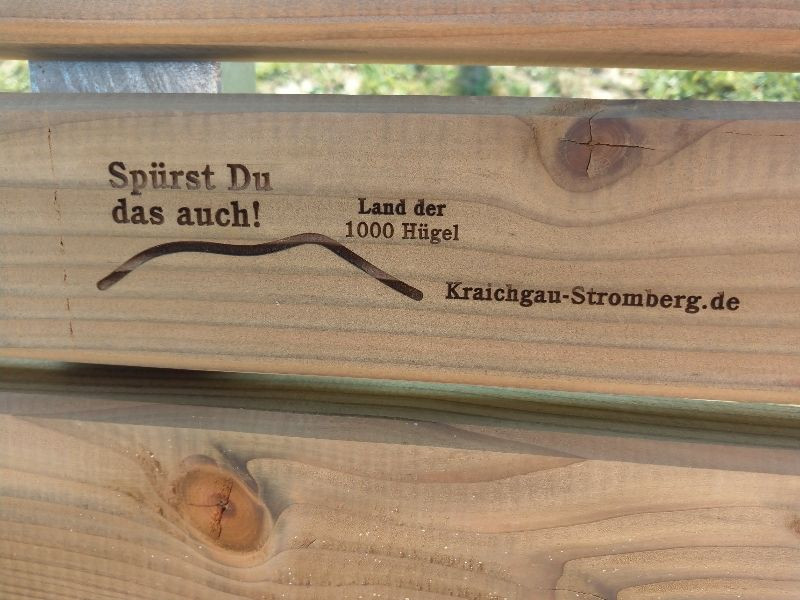 Spürst Du
das auch!
Land der
1000 Hügel
Kraichgau-Stromberg.de